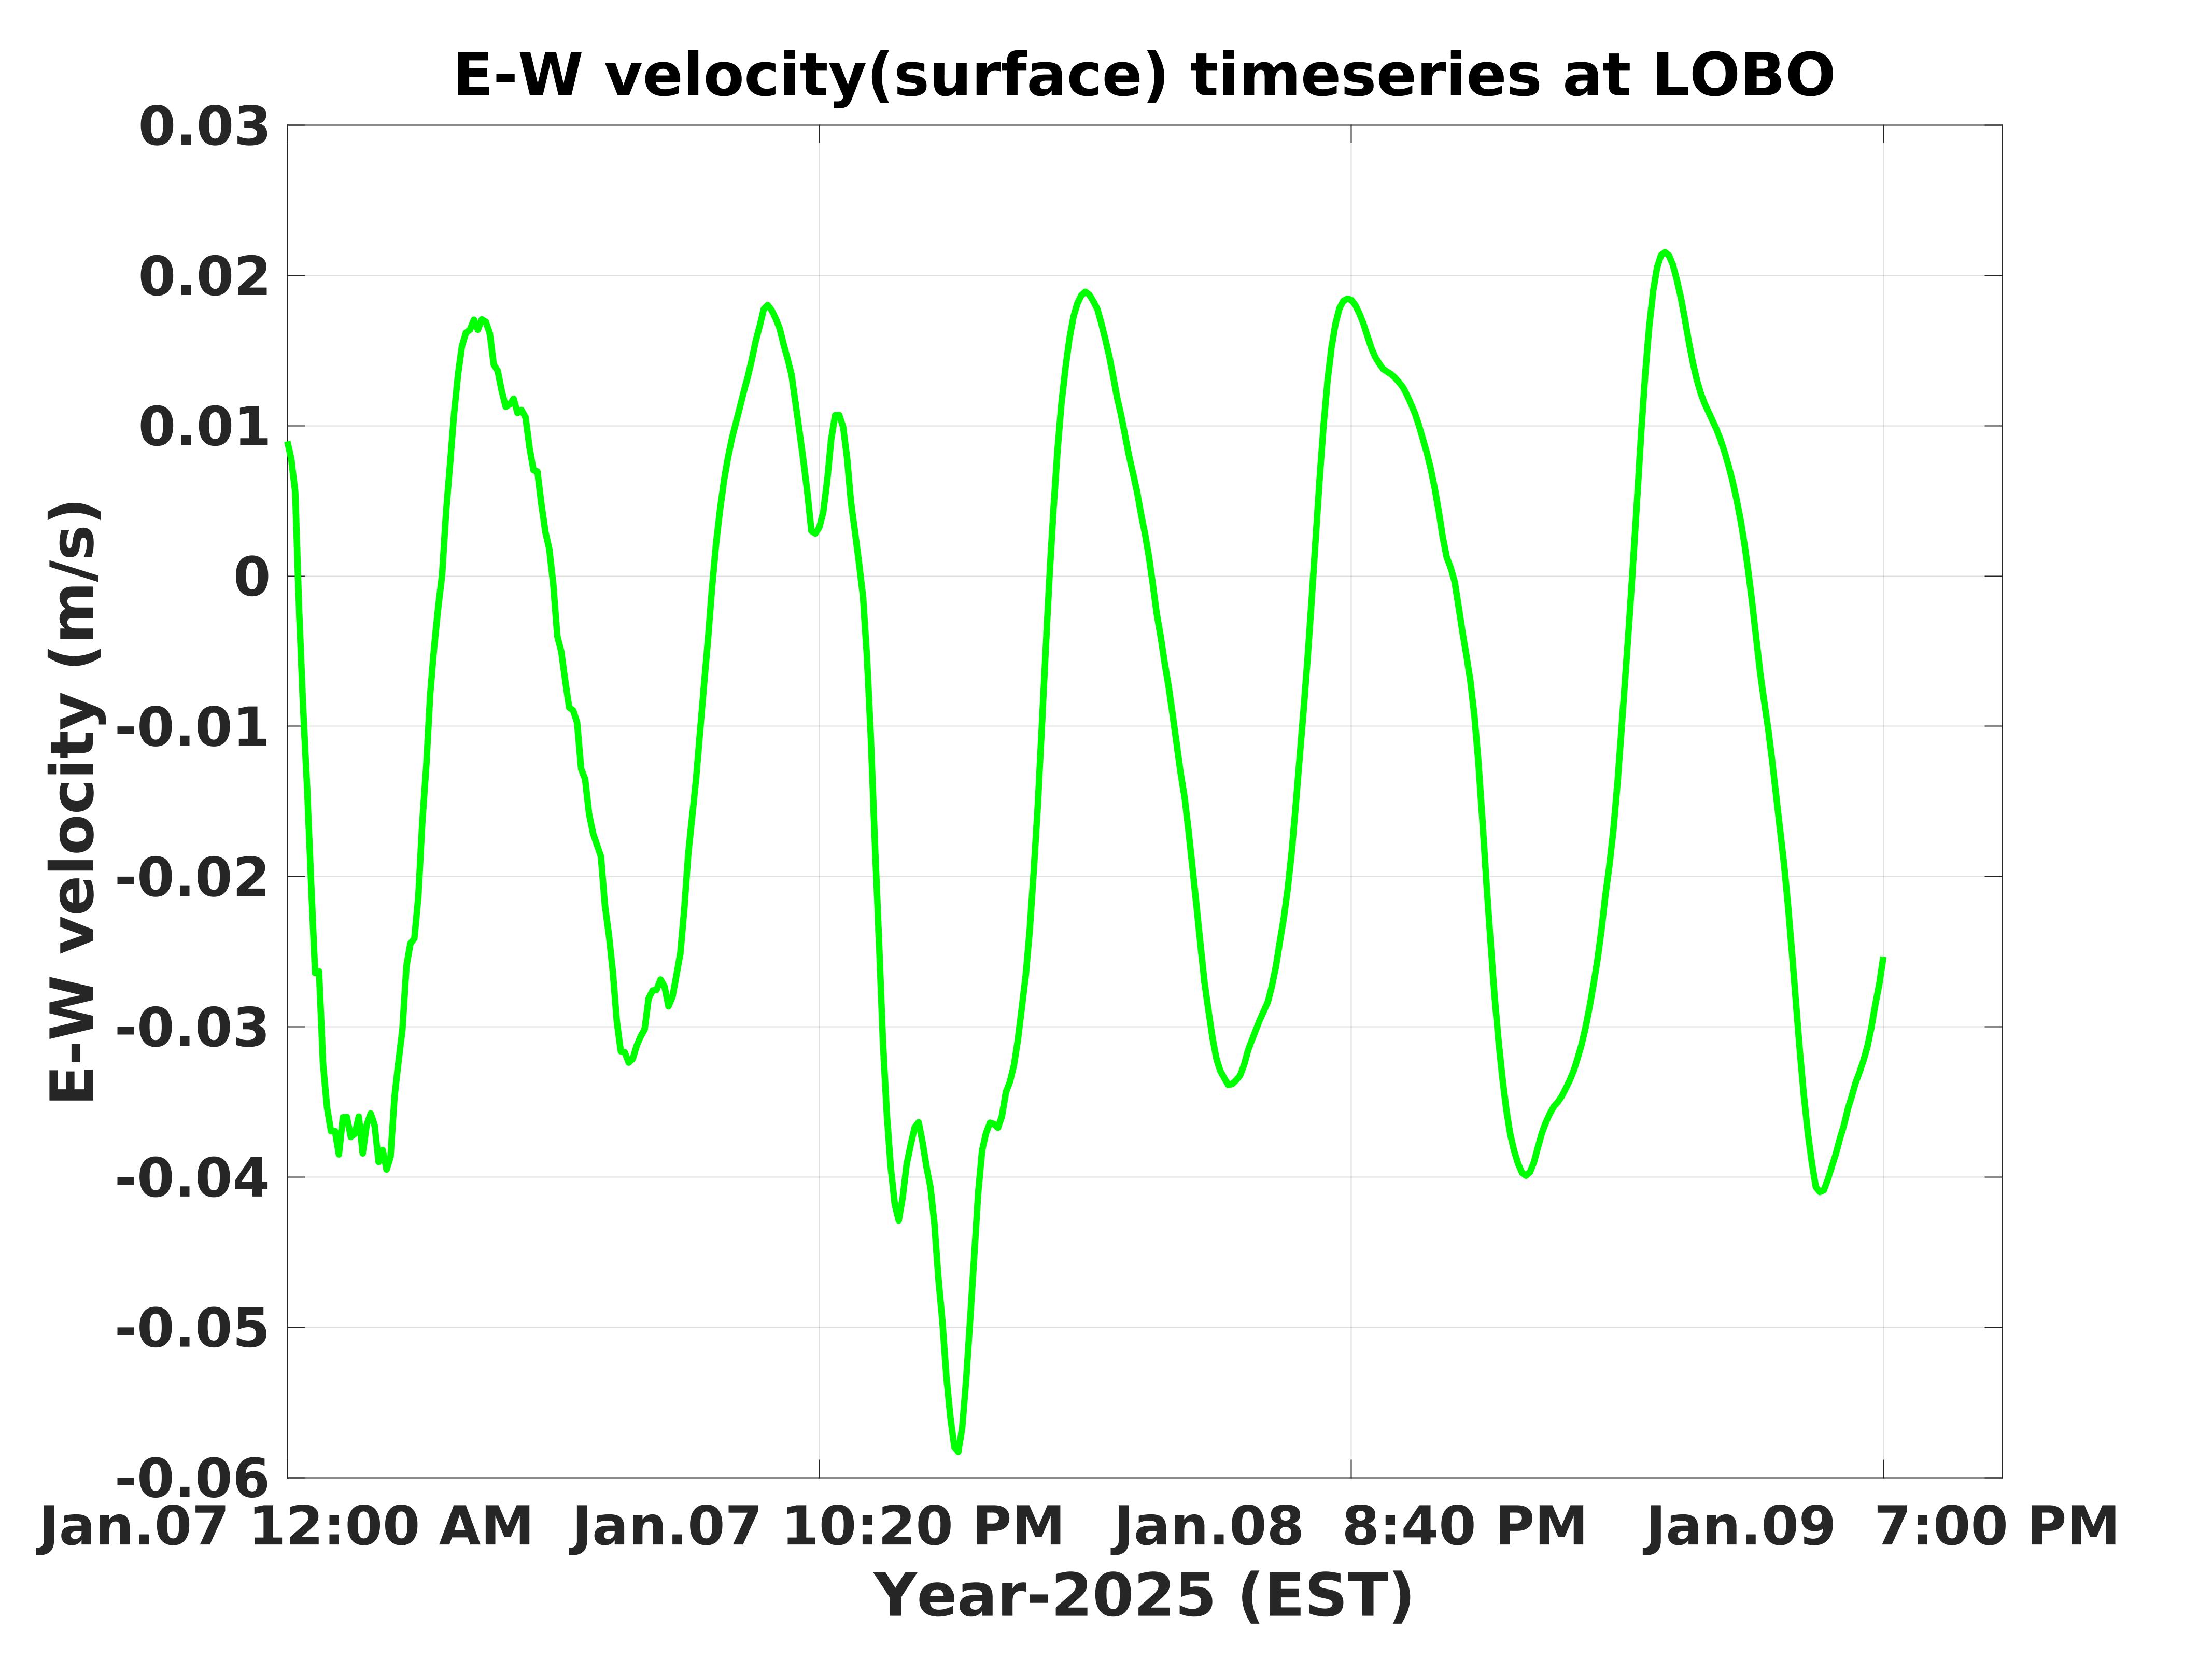 E-W velocity(surface) timeseries at LOBO
E-W velocity (m/s)
0.03
0.02
0.01
0
-0.01
-0.02
-0.03
-0.04
-0.05
-0.06
Jan.07 12:00 AM Jan.07 10:20 PM Jan.08 8:40 PM Jan.09 7:00 PM
Year-2025 (EST)